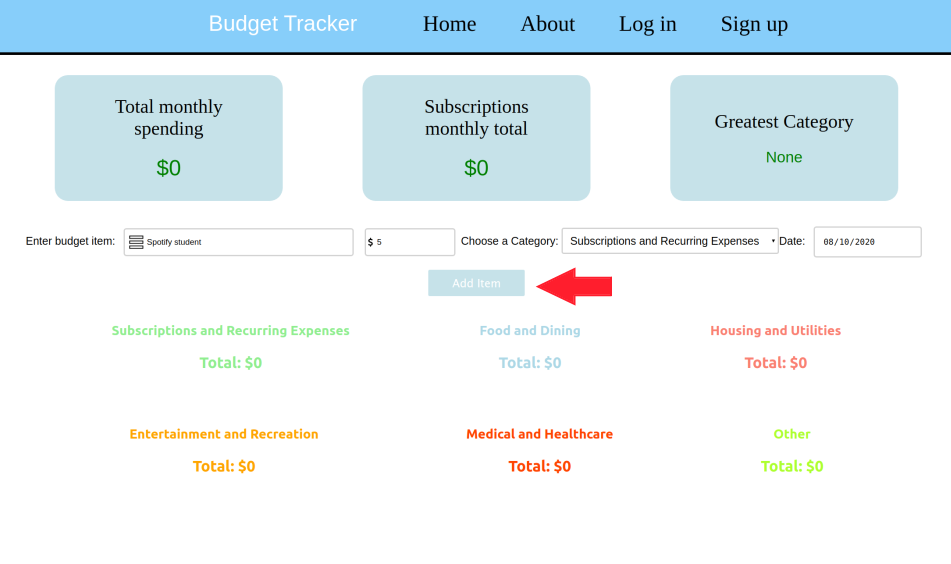 Budget Tracker Home About Log in Sign up
Total monthly
spending
$0
Subscriptions
monthly total
$0
Greatest Category
None
Enter budget item: Spotify student $ 5 Choose a Category: Subscriptions and Recurring Expenses Date: 08/10/2020
Add Item
Subscriptions and Recurring Expenses
Total: $0
Food and Dining
Total: $0
Housing and Utilities
Total: $0
Entertainment and Recreation
Total: $0
Medical and Healthcare
Total: $0
Other
Total: $0